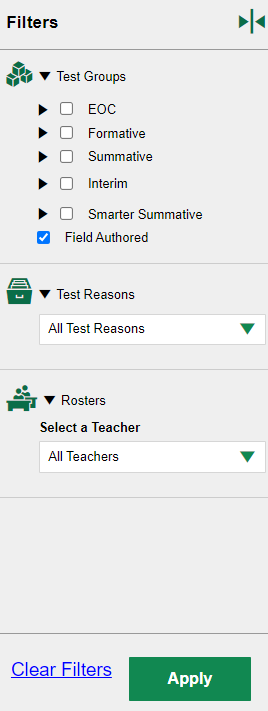 Filters
Test Groups
EOC
Formative
Summative
Interim
Smarter Summative
Field Authored
Test Reasons
All Test Reasons
Rosters
Select a Teacher
All Teachers
Clear Filters
Apply